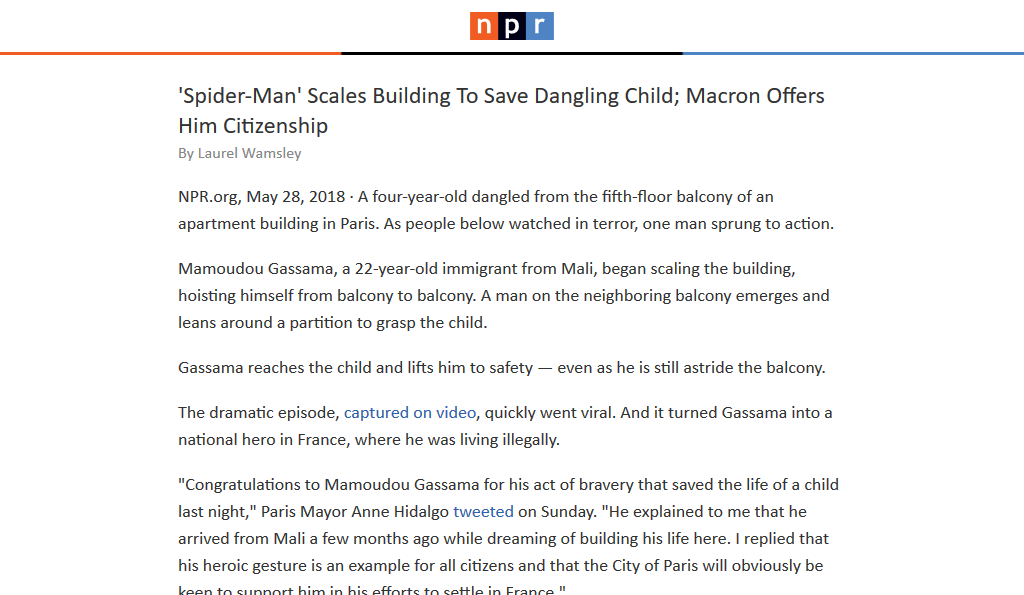 npr
'Spider-Man' Scales Building To Save Dangling Child; Macron Offers
Him Citizenship
By Laurel Wamsley
NPR.org, May 28, 2018 · A four-year-old dangled from the fifth-floor balcony of an
apartment building in Paris. As people below watched in terror, one man sprung to action.
Mamoudou Gassama, a 22-year-old immigrant from Mali, began scaling the building,
hoisting himself from balcony to balcony. A man on the neighboring balcony emerges and
leans around a partition to grasp the child.
Gassama reaches the child and lifts him to safety — even as he is still astride the balcony.
The dramatic episode, captured on video, quickly went viral. And it turned Gassama into a
national hero in France, where he was living illegally.
"Congratulations to Mamoudou Gassama for his act of bravery that saved the life of a child
last night," Paris Mayor Anne Hidalgo tweeted on Sunday. "He explained to me that he
arrived from Mali a few months ago while dreaming of building his life here. I replied that
his heroic gesture is an example for all citizens and that the City of Paris will obviously be
keen to support him in his efforts to settle in France."